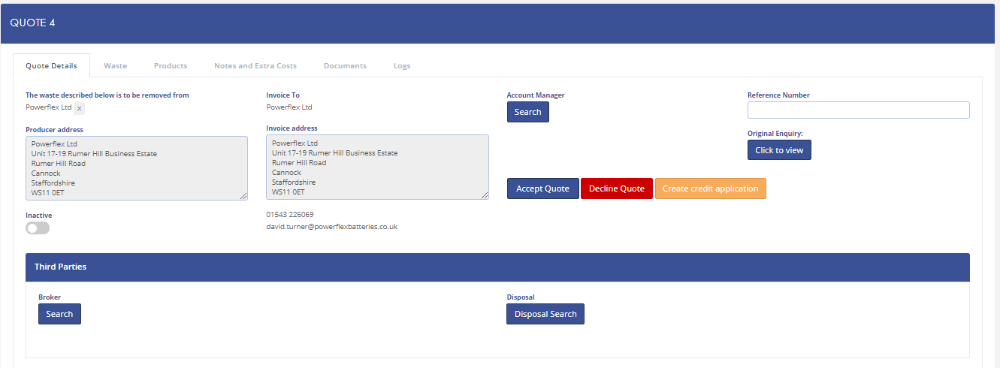 QUOTE 4
Quote Details Waste Products Notes and Extra Costs Documents Logs
The waste described below is to be removed from
Powerflex Ltd x
Producer address
Powerflex Ltd
Unit 17-19 Rumer Hill Business Estate
Rumer Hill Road
Cannock
Staffordshire
WS11 0ET
Inactive
Invoice To
Powerflex Ltd
Invoice address
Powerflex Ltd
Unit 17-19 Rumer Hill Business Estate
Rumer Hill Road
Cannock
Staffordshire
WS11 0ET
01543 226069
david.turner@powerflexbatteries.co.uk
Account Manager
Search
Reference Number
Original Enquiry:
Click to view
Accept Quote Decline Quote Create credit application
Third Parties
Broker
Search
Disposal
Disposal Search